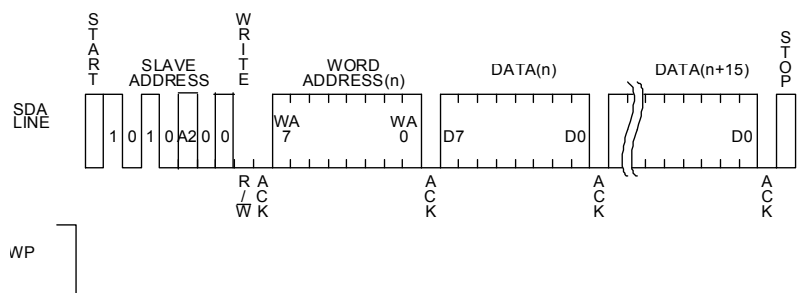 START
WRITE
STOP
SLAVE
ADDRESS
WORD
ADDRESS(n)
DATA(n)
DATA(n+15)
SDA
LINE
1 0 1 0 A2 0 0
WA
7
WA
0
D7
D0
D0
R/W
ACK
ACK
ACK
ACK
WP